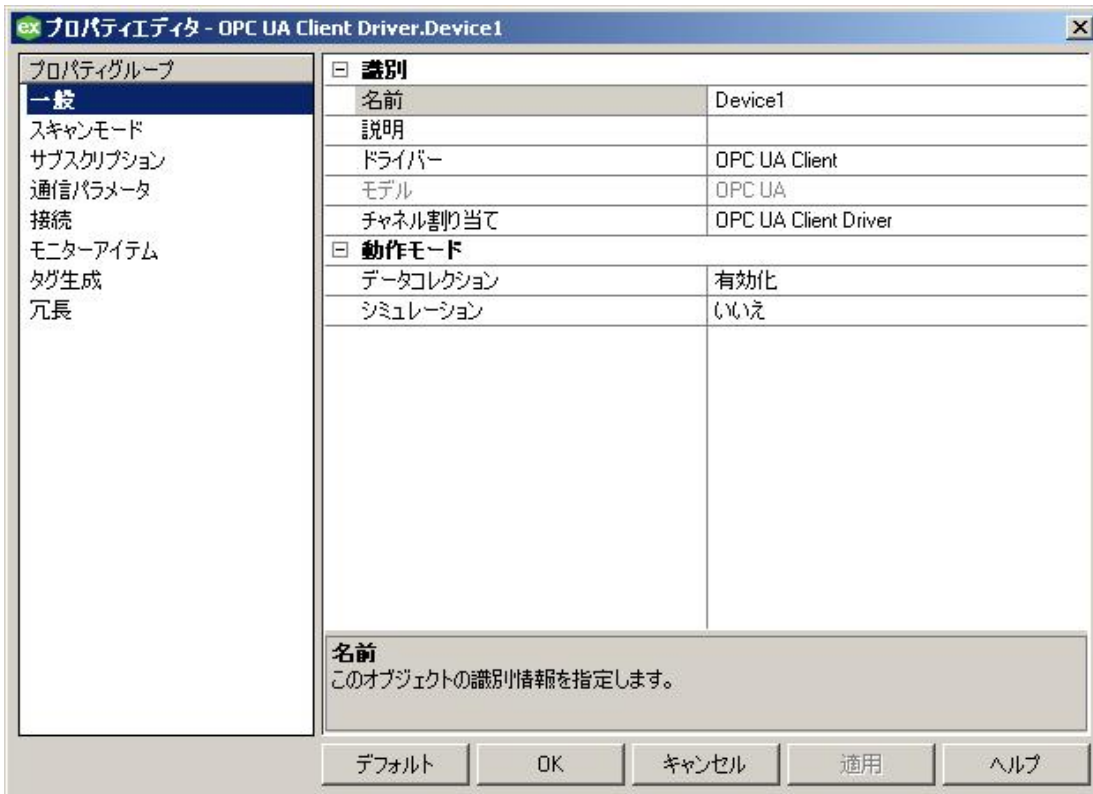 ex プロパティエディタ - OPC UA Client Driver.Device1
プロパティグループ
一般
スキャンモード
サブスクリプション
通信パラメータ
接続
モニターアイテム
タグ生成
冗長
識別
名前 Device1
説明
ドライバー OPC UA Client
モデル OPC UA
チャネル割り当て OPC UA Client Driver
動作モード
データコレクション 有効化
シミュレーション いいえ
名前
このオブジェクトの識別情報を指定します。
デフォルト OK キャンセル 適用 ヘルプ